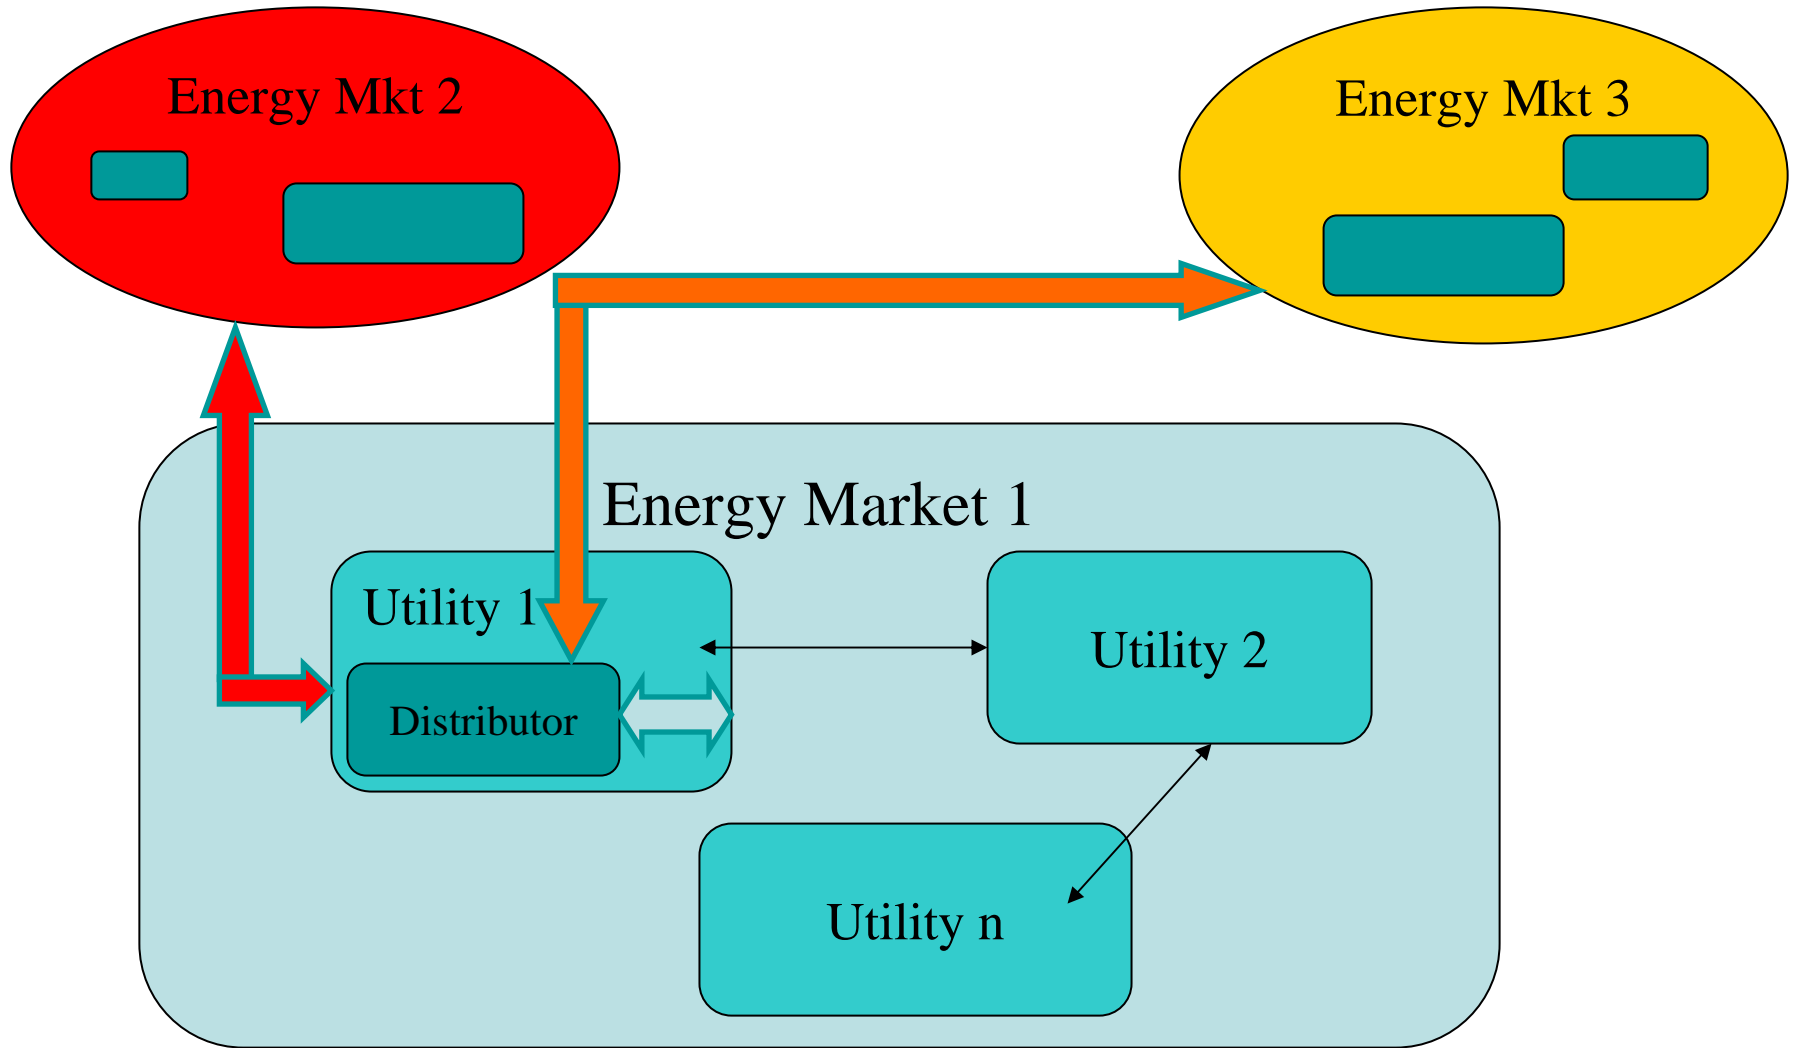 Energy Mkt 2
Energy Mkt 3
Energy Market 1
Utility 1
Utility 2
Distributor
Utility n